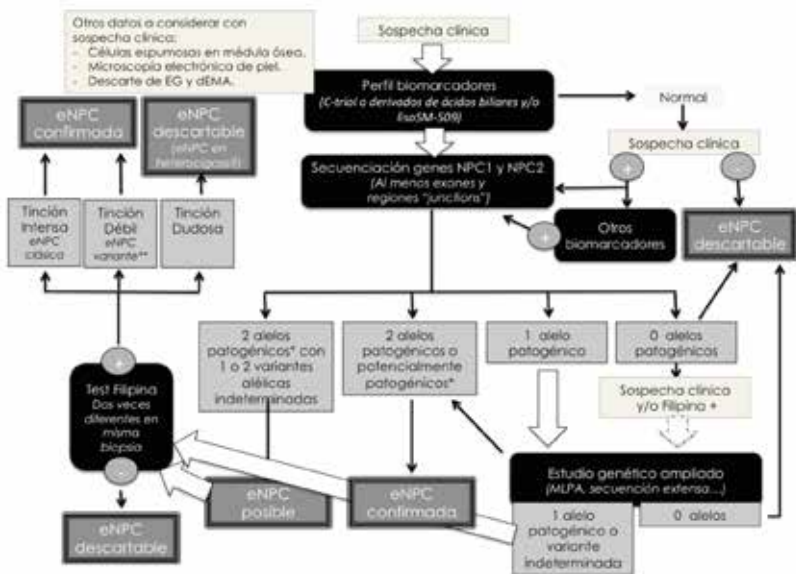 Otros datos a considerar con
sospecha clínica:
- Células espumosas en médula ósea.
- Microscopía electrónica de piel.
- Descarte de EG y dEMA.
Sospecha clínica
Perfil biomarcadores
(C-triol o derivados de ácidos biliares y/o
lisoSM-509)
Normal
Sospecha clínica
+
-
Secuenciación genes NPC1 y NPC2
(Al menos exones y
regiones "junctions")
+
Otros
biomarcadores
eNPC
descartable
eNPC
confirmada
eNPC
descartable
(eNPC en
heterocigosil)
Tinción
Intensa
eNPC
clásica
Tinción
Débil
eNPC
variante**
Tinción
Dudosa
2 alelos
patogénicos* con
1 o 2 variantes
alélicas
indeterminadas
2 alelos
patogénicos o
potencialmente
patogénicos*
1 alelo
patogénico
0 alelos
patogénicos
Sospecha clínica
y/o Filipina +
+
Test Filipina
Dos veces
diferentes en
misma
biopsia
-
eNPC
descartable
eNPC
posible
eNPC
confirmada
Estudio genético ampliado
(MLPA, secuención extensa....)
1 alelo
patogénico o
variante
indeterminada
0 alelos